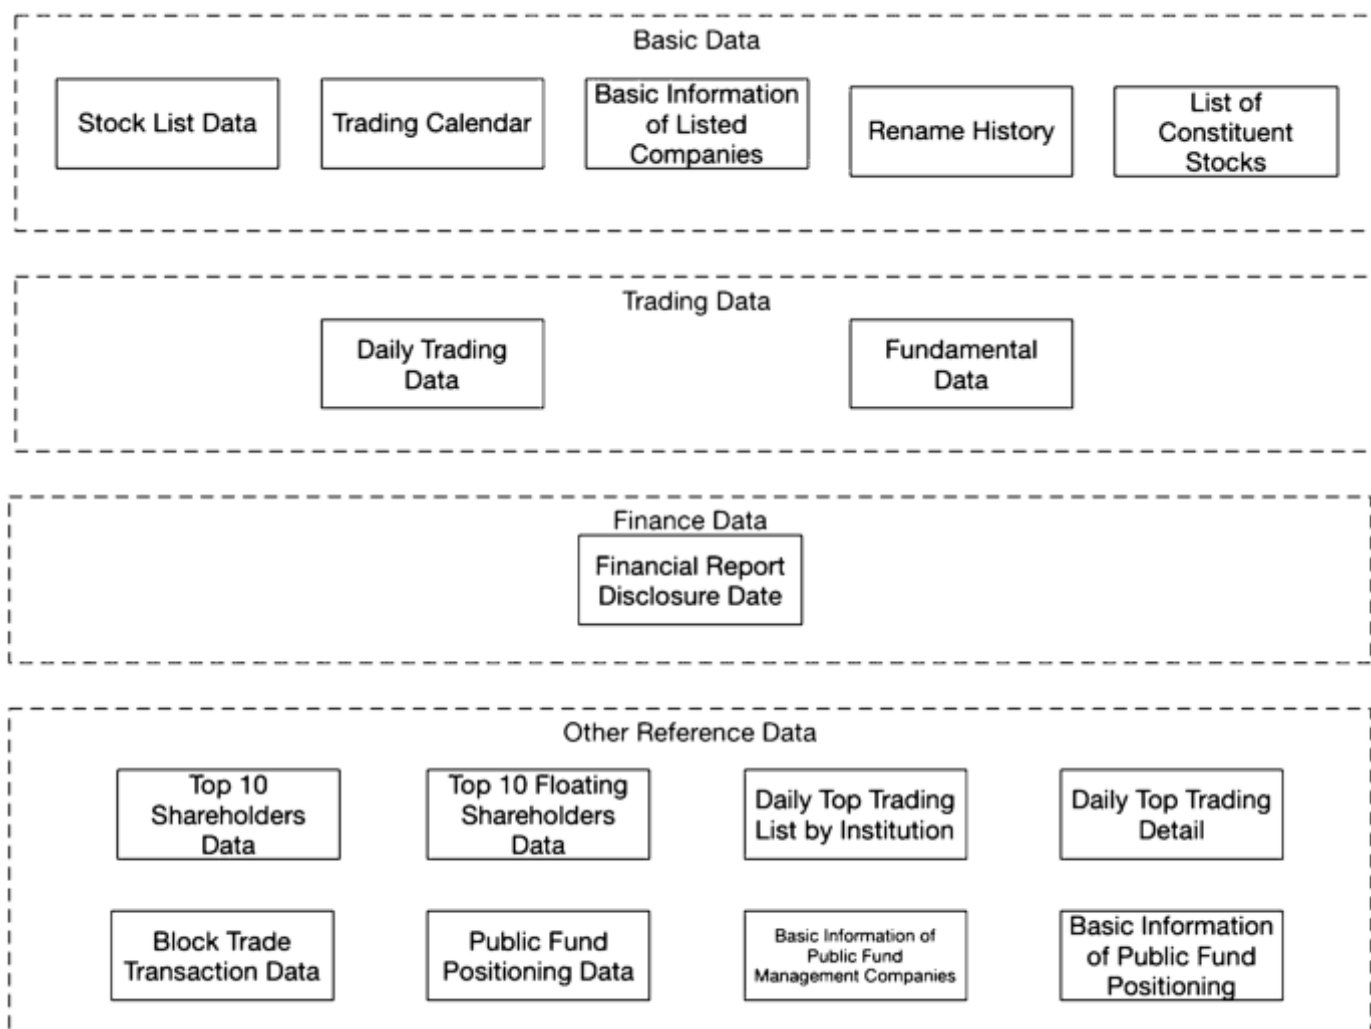 Basic Data
Stock List Data
Trading Calendar
Basic Information
of Listed
Companies
Rename History
List of
Constituent
Stocks
Trading Data
Daily Trading
Data
Fundamental
Data
Finance Data
Financial Report
Disclosure Date
Other Reference Data
Top 10
Shareholders
Data
Top 10 Floating
Shareholders
Data
Daily Top Trading
List by Institution
Daily Top Trading
Detail
Block Trade
Transaction Data
Public Fund
Positioning Data
Basic Information of
Public Fund
Management Companies
Basic Information
of Public Fund
Positioning